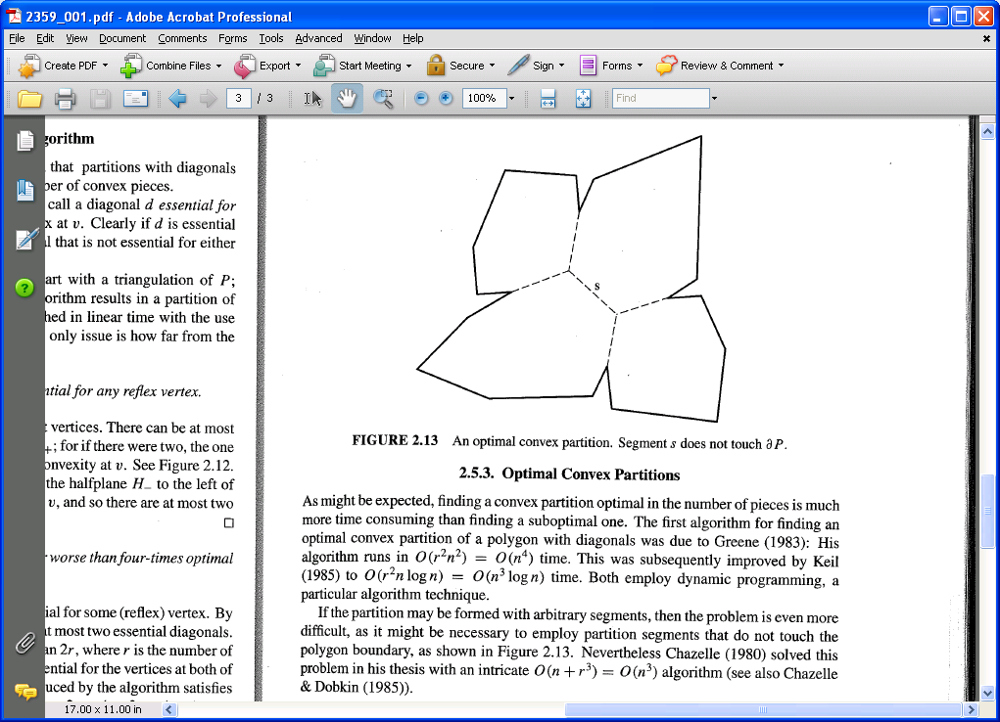 2359_001.pdf - Adobe Acrobat Professional
File Edit View Document Comments Forms Tools Advanced Window Help
Create PDF Combine Files Export Start Meeting Secure Sign Forms Review & Comment
3 / 3 100% Find
gorithm
that partitions with diagonals
ber of convex pieces.
call a diagonal d essential for
x at v. Clearly if d is essential
l that is not essential for either
art with a triangulation of P;
orithm results in a partition of
hed in linear time with the use
only issue is how far from the
ntial for any reflex vertex.
t vertices. There can be at most
+; for if there were two, the one
onvexity at v. See Figure 2.12.
the halfplane H_ to the left of
v, and so there are at most two
□
r worse than four-times optimal
ial for some (reflex) vertex. By
at most two essential diagonals.
an 2r, where r is the number of
ential for the vertices at both of
uced by the algorithm satisfies
s
FIGURE 2.13 An optimal convex partition. Segment s does not touch ∂P.
2.5.3. Optimal Convex Partitions
As might be expected, finding a convex partition optimal in the number of pieces is much
more time consuming than finding a suboptimal one. The first algorithm for finding an
optimal convex partition of a polygon with diagonals was due to Greene (1983): His
algorithm runs in O(r²n²) = O(n⁴) time. This was subsequently improved by Keil
(1985) to O(r²n log n) = O(n³ log n) time. Both employ dynamic programming, a
particular algorithm technique.
If the partition may be formed with arbitrary segments, then the problem is even more
difficult, as it might be necessary to employ partition segments that do not touch the
polygon boundary, as shown in Figure 2.13. Nevertheless Chazelle (1980) solved this
problem in his thesis with an intricate O(n + r³) = O(n³) algorithm (see also Chazelle
& Dobkin (1985)).
17.00 x 11.00 in